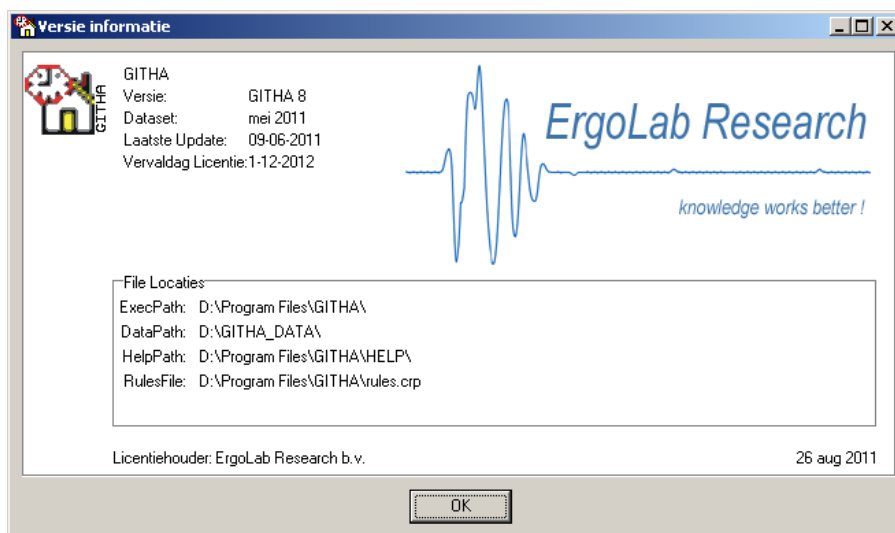 Versie informatie
GITHA
GITHA
Versie: GITHA 8
Dataset: mei 2011
Laatste Update: 09-06-2011
Vervaldag Licentie:1-12-2012
ErgoLab Research
knowledge works better !
File Locaties
ExecPath: D:\Program Files\GITHA\
DataPath: D:\GITHA_DATA\
HelpPath: D:\Program Files\GITHA\HELP\
RulesFile: D:\Program Files\GITHA\rules.crp
Licentiehouder: ErgoLab Research b.v. 26 aug 2011
OK